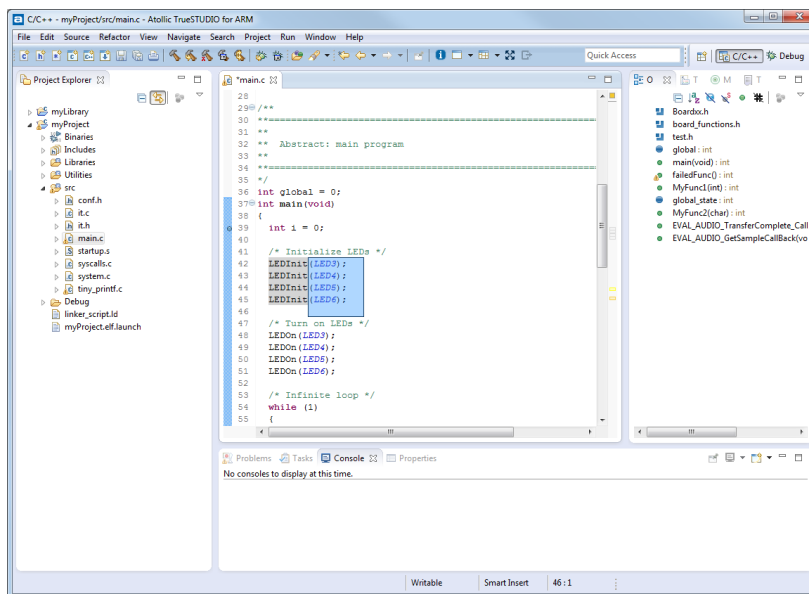 C/C++ - myProject/src/main.c - Atollic TrueSTUDIO for ARM
File Edit Source Refactor View Navigate Search Project Run Window Help
Quick Access
C/C++
Debug
Project Explorer
myLibrary
myProject
Binaries
Includes
Libraries
Utilities
src
conf.h
it.c
it.h
main.c
startup.s
syscalls.c
system.c
tiny_printf.c
Debug
linker_script.ld
myProject.elf.launch
*main.c
28
29 /**
30 **===========================================================
31 **
32 ** Abstract: main program
33 **
34 **===========================================================
35 */
36 int global = 0;
37 int main(void)
38 {
39 int i = 0;
40
41 /* Initialize LEDs */
42 LEDInit(LED3);
43 LEDInit(LED4);
44 LEDInit(LED5);
45 LEDInit(LED6);
46
47 /* Turn on LEDs */
48 LEDOn(LED3);
49 LEDOn(LED4);
50 LEDOn(LED5);
51 LEDOn(LED6);
52
53 /* Infinite loop */
54 while (1)
55 {
O T M T
Boardxx.h
board_functions.h
test.h
global : int
main(void) : int
failedFunc() : int
MyFunc1(int) : int
global_state : int
MyFunc2(char) : int
EVAL_AUDIO_TransferComplete_Call
EVAL_AUDIO_GetSampleCallBack(vo
Problems Tasks Console Properties
No consoles to display at this time.
Writable Smart Insert 46 : 1